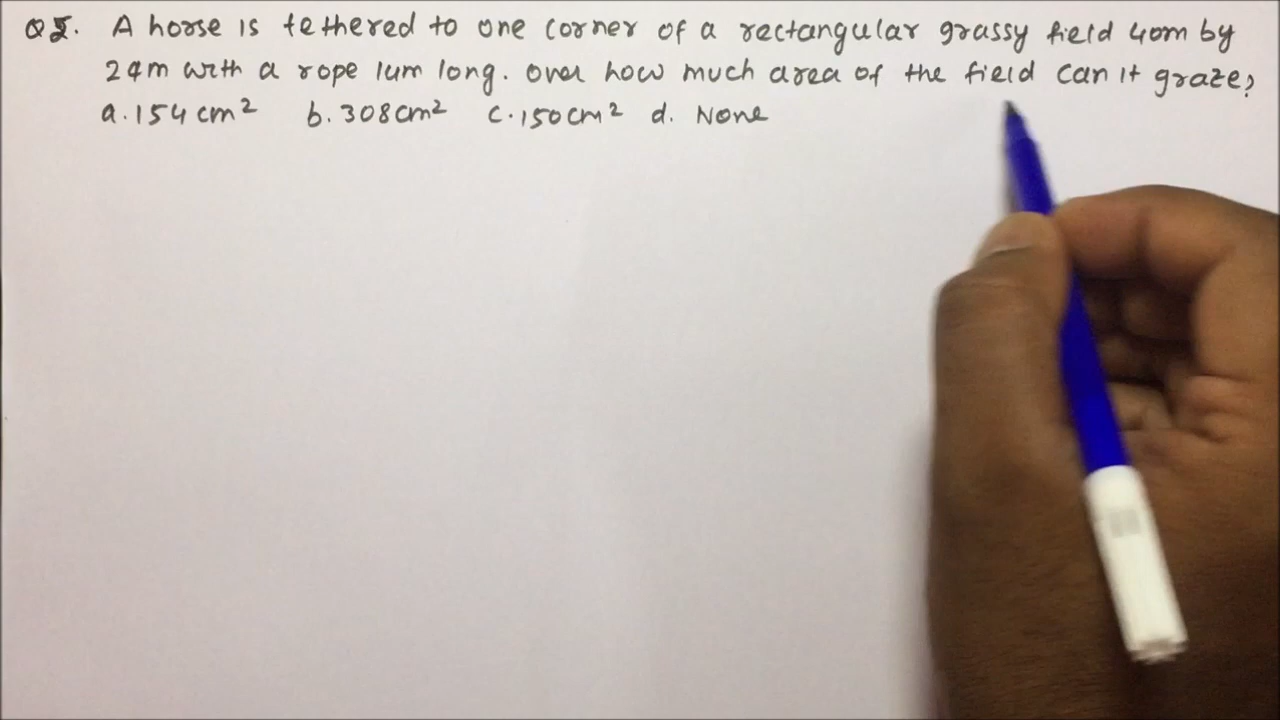 Q5. A horse is tethered to one corner of a rectangular grassy field 40m by
24m with a rope 14m long. Over how much area of the field can it graze?
a. 154 cm² b. 308 cm² c. 150 cm² d. None